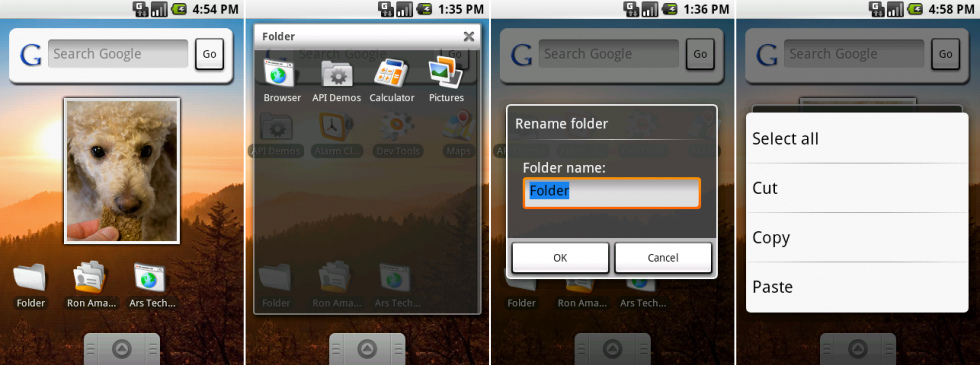 G 4:54 PM
G Search Google Go
Folder Ron Ama... Ars Tech...
G 1:35 PM
Folder
Browser API Demos Calculator Pictures
API Demos Alarm Cl... Dev Tools Maps
Folder Ron Ama... Ars Tech...
G 1:36 PM
G Search Google Go
Rename folder
Folder name:
Folder
OK Cancel
Folder Ron Ama... Ars Tech...
G 4:58 PM
G Search Google Go
Select all
Cut
Copy
Paste